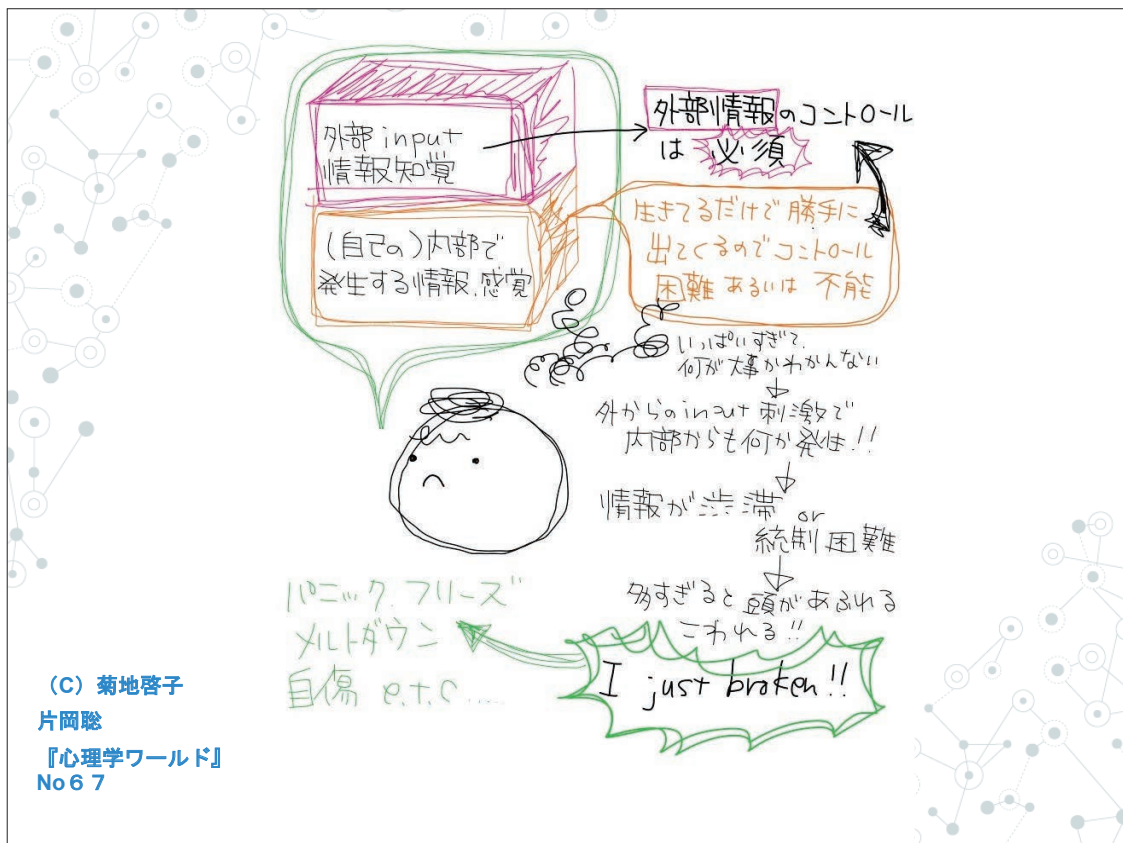 外部input
情報知覚
(自己の)内部で
発生する情報、感覚
外部情報のコントロール
は 必須
生きてるだけで勝手に
出てくるのでコントロール
困難あるいは不能
いっぱいすぎて、
何が大事かわかんない
外からのinput刺激で
内部からも何か発生!!
情報が渋滞
or
統制困難
多すぎると頭があふれる
こわれる!!
I just broken!!
パニック、フリーズ
メルトダウン
自傷 e.t.c....
(C)菊地啓子
片岡聡
『心理学ワールド』
No67